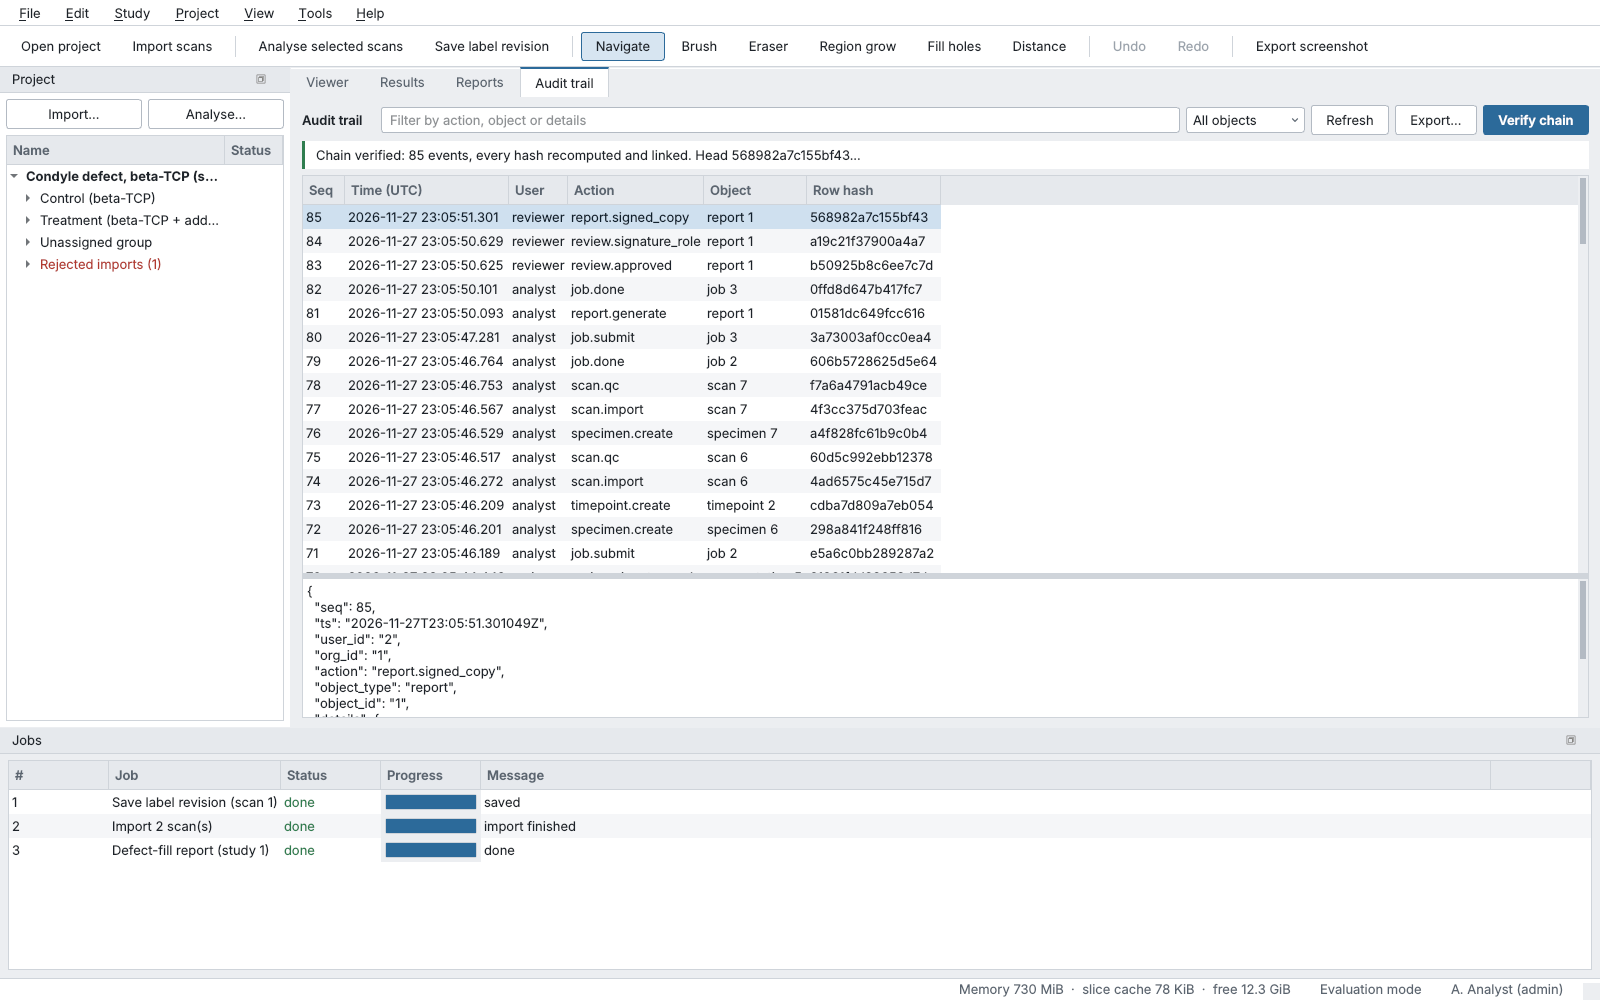 File Edit Study Project View Tools Help
Open project Import scans Analyse selected scans Save label revision Navigate Brush Eraser Region grow Fill holes Distance Undo Redo Export screenshot
Project
Import... Analyse...
Name Status
Condyle defect, beta-TCP (s...
Control (beta-TCP)
Treatment (beta-TCP + add...
Unassigned group
Rejected imports (1)
Viewer Results Reports Audit trail
Audit trail Filter by action, object or details All objects Refresh Export... Verify chain
Chain verified: 85 events, every hash recomputed and linked. Head 568982a7c155bf43...
Seq Time (UTC) User Action Object Row hash
85 2026-11-27 23:05:51.301 reviewer report.signed_copy report 1 568982a7c155bf43
84 2026-11-27 23:05:50.629 reviewer review.signature_role report 1 a19c21f37900a4a7
83 2026-11-27 23:05:50.625 reviewer review.approved report 1 b50925b8c6ee7c7d
82 2026-11-27 23:05:50.101 analyst job.done job 3 0ffd8d647b417fc7
81 2026-11-27 23:05:50.093 analyst report.generate report 1 01581dc649fcc616
80 2026-11-27 23:05:47.281 analyst job.submit job 3 3a73003af0cc0ea4
79 2026-11-27 23:05:46.764 analyst job.done job 2 606b5728625d5e64
78 2026-11-27 23:05:46.753 analyst scan.qc scan 7 f7a6a4791acb49ce
77 2026-11-27 23:05:46.567 analyst scan.import scan 7 4f3cc375d703feac
76 2026-11-27 23:05:46.529 analyst specimen.create specimen 7 a4f828fc61b9c0b4
75 2026-11-27 23:05:46.517 analyst scan.qc scan 6 60d5c992ebb12378
74 2026-11-27 23:05:46.272 analyst scan.import scan 6 4ad6575c45e715d7
73 2026-11-27 23:05:46.209 analyst timepoint.create timepoint 2 cdba7d809a7eb054
72 2026-11-27 23:05:46.201 analyst specimen.create specimen 6 298a841f248ff816
71 2026-11-27 23:05:46.189 analyst job.submit job 2 e5a6c0bb289287a2
{
"seq": 85,
"ts": "2026-11-27T23:05:51.301049Z",
"user_id": "2",
"org_id": "1",
"action": "report.signed_copy",
"object_type": "report",
"object_id": "1",
Jobs
# Job Status Progress Message
1 Save label revision (scan 1) done saved
2 Import 2 scan(s) done import finished
3 Defect-fill report (study 1) done done
Memory 730 MiB · slice cache 78 KiB · free 12.3 GiB Evaluation mode A. Analyst (admin)